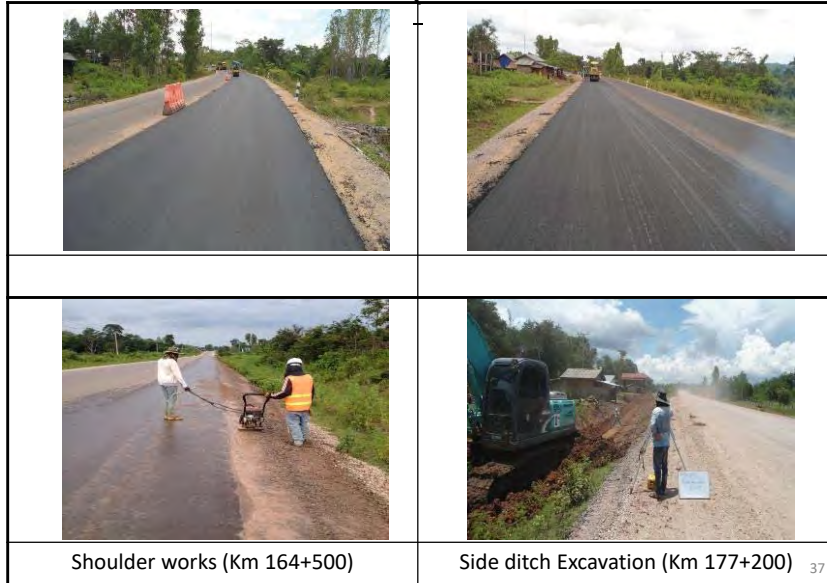 Shoulder works (Km 164+500)
Side ditch Excavation (Km 177+200)
37